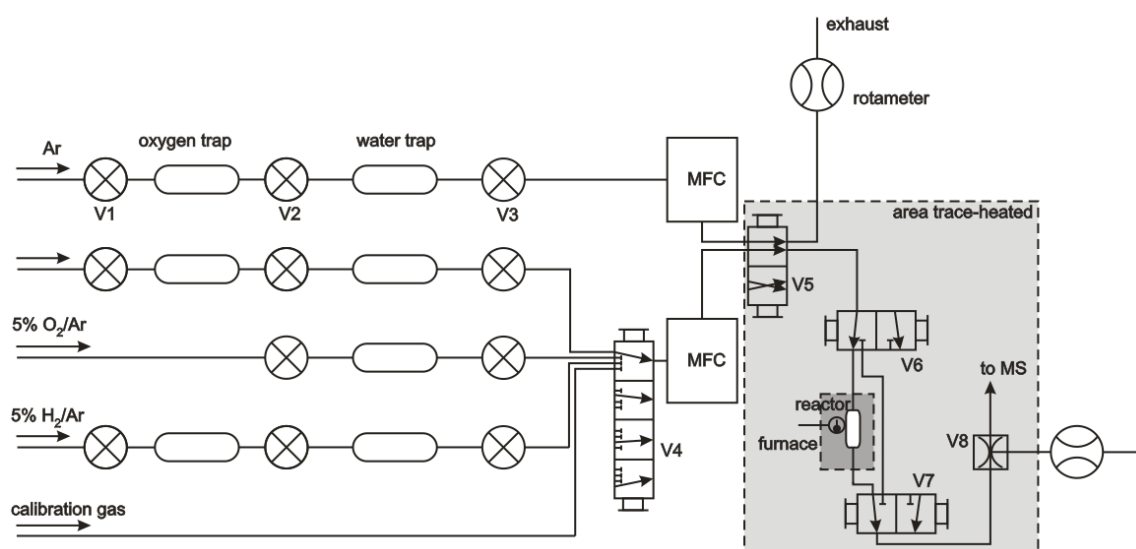 exhaust
rotameter
Ar
oxygen trap
water trap
MFC
V1
V2
V3
area trace-heated
V5
5% O2/Ar
MFC
V6
to MS
5% H2/Ar
reactor
furnace
V4
V8
V7
calibration gas